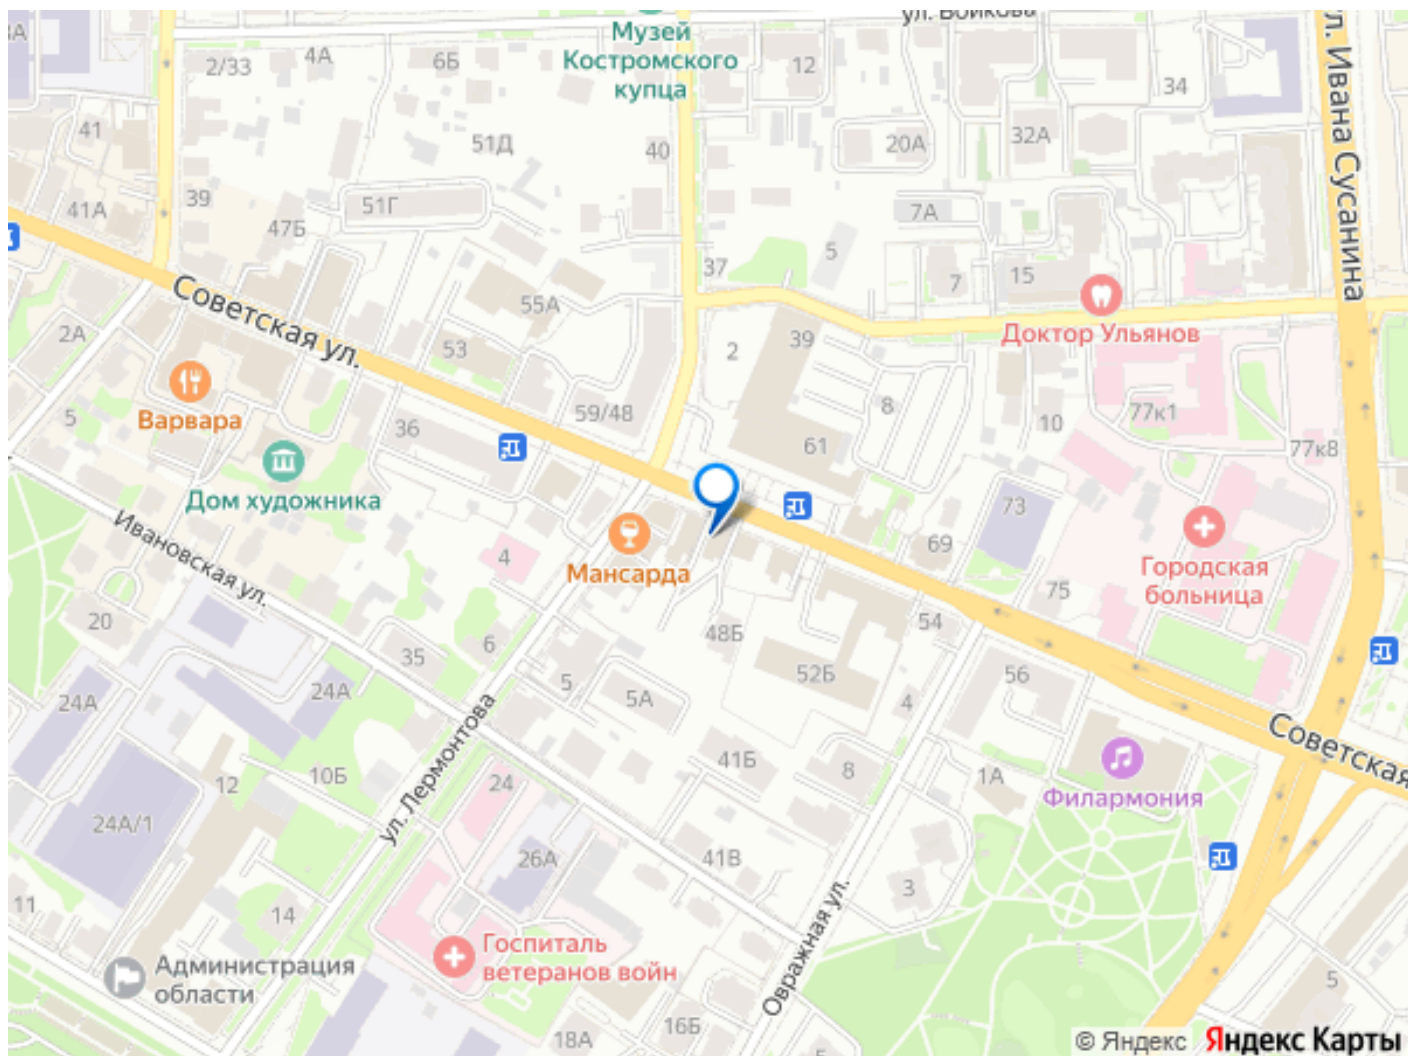 ул. Войкова
Музей
Костромского
купца
3А
2/33
4А
6Б
12
34
ул. Ивана Сусанина
41
51Д
40
20А
32А
41А
39
51Г
47Б
7А
5
37
7
15
Доктор Ульянов
55А
Советская ул.
2А
53
2
39
Варвара
5
36
59/48
8
10
77к1
61
77к8
Дом художника
Ивановская ул.
4
Мансарда
73
69
Городская
больница
75
20
48Б
54
6
35
52Б
56
5
5А
4
24А
24А
ул. Лермонтова
Советская
41Б
8
1А
Филармония
12
10Б
24
24А/1
26А
41В
3
Овражная ул.
11
14
Госпиталь
ветеранов войн
Администрация
области
5
18А
16Б
5
© Яндекс Яндекс Карты